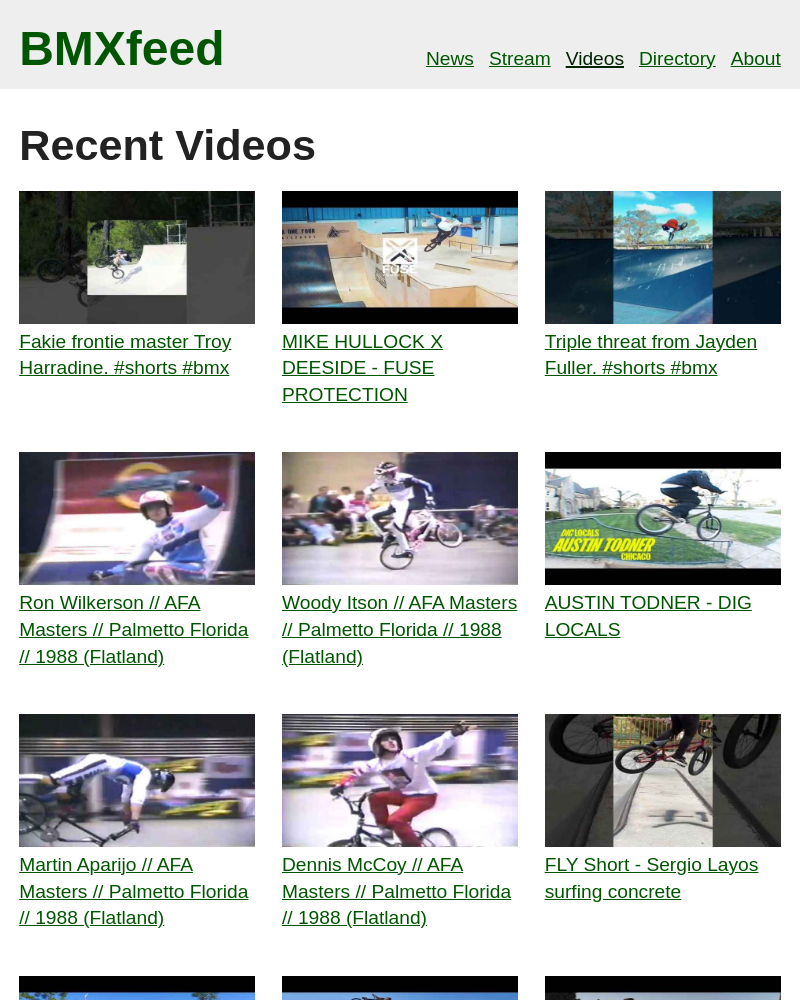 BMXfeed
News Stream Videos Directory About
Recent Videos
FUSE
Fakie frontie master Troy
Harradine. #shorts #bmx
MIKE HULLOCK X
DEESIDE - FUSE
PROTECTION
Triple threat from Jayden
Fuller. #shorts #bmx
DIG LOCALS
AUSTIN TODNER
CHICAGO
Ron Wilkerson // AFA
Masters // Palmetto Florida
// 1988 (Flatland)
Woody Itson // AFA Masters
// Palmetto Florida // 1988
(Flatland)
AUSTIN TODNER - DIG
LOCALS
Martin Aparijo // AFA
Masters // Palmetto Florida
// 1988 (Flatland)
Dennis McCoy // AFA
Masters // Palmetto Florida
// 1988 (Flatland)
FLY Short - Sergio Layos
surfing concrete